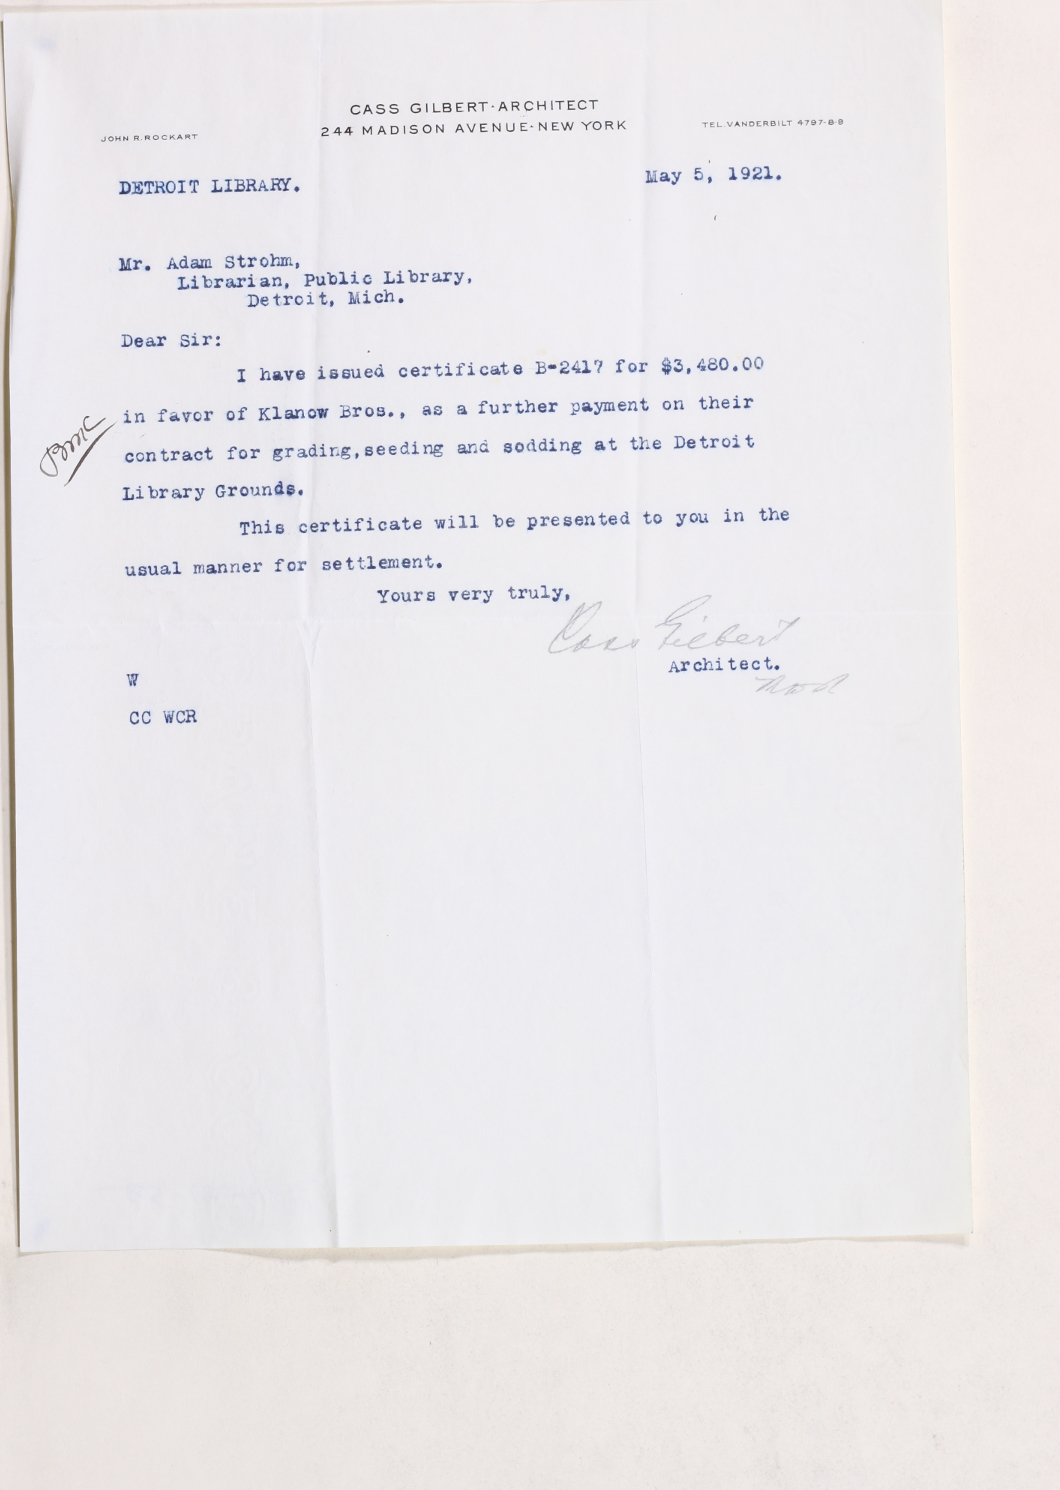 CASS GILBERT·ARCHITECT
244 MADISON AVENUE·NEW YORK
JOHN R. ROCKART
TEL. VANDERBILT 4797-8-9
DETROIT LIBRARY.
May 5, 1921.
Mr. Adam Strohm,
Librarian, Public Library,
Detroit, Mich.
Dear Sir:
I have issued certificate B-2417 for $3,480.00
in favor of Klanow Bros., as a further payment on their
contract for grading,seeding and sodding at the Detroit
Library Grounds.
This certificate will be presented to you in the
usual manner for settlement.
Yours very truly,
Cass Gilbert
Architect.
W
CC WCR